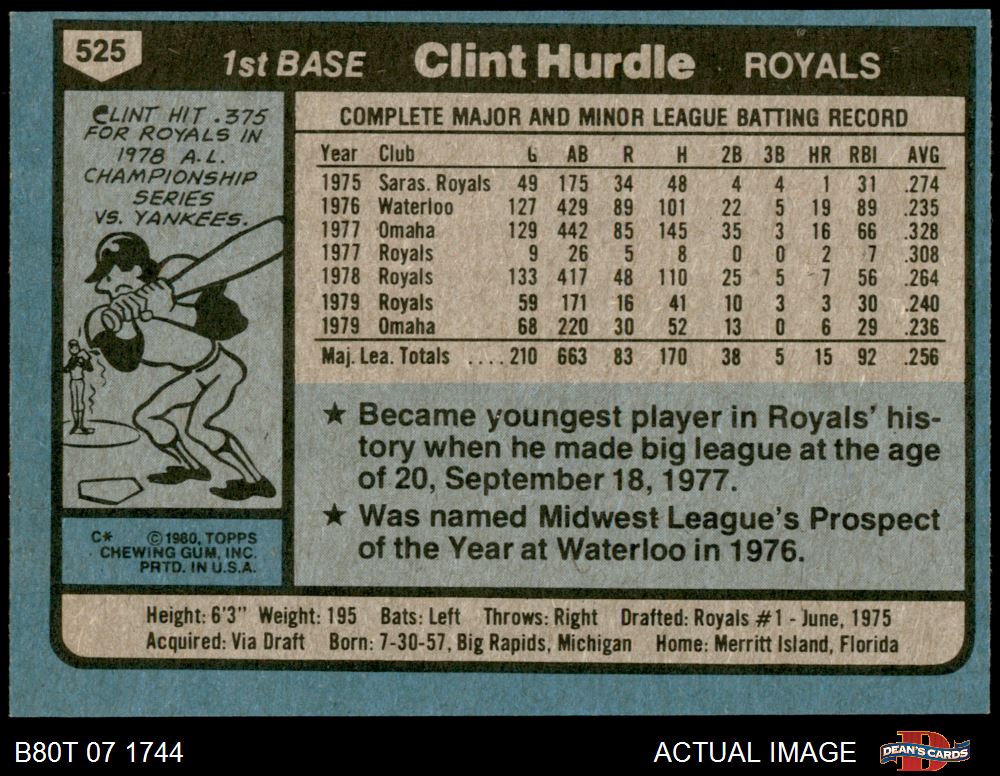 525
1st BASE Clint Hurdle ROYALS
CLINT HIT .375
FOR ROYALS IN
1978 A.L.
CHAMPIONSHIP
SERIES
VS. YANKEES.
C* ©1980, TOPPS
CHEWING GUM, INC.
PRTD. IN U.S.A.
COMPLETE MAJOR AND MINOR LEAGUE BATTING RECORD
Year Club G AB R H 2B 3B HR RBI AVG
1975 Saras. Royals 49 175 34 48 4 4 1 31 .274
1976 Waterloo 127 429 89 101 22 5 19 89 .235
1977 Omaha 129 442 85 145 35 3 16 66 .328
1977 Royals 9 26 5 8 0 0 2 7 .308
1978 Royals 133 417 48 110 25 5 7 56 .264
1979 Royals 59 171 16 41 10 3 3 30 .240
1979 Omaha 68 220 30 52 13 0 6 29 .236
Maj. Lea. Totals ....210 663 83 170 38 5 15 92 .256
★ Became youngest player in Royals' his-
tory when he made big league at the age
of 20, September 18, 1977.
★ Was named Midwest League's Prospect
of the Year at Waterloo in 1976.
Height: 6'3" Weight: 195 Bats: Left Throws: Right Drafted: Royals #1 - June, 1975
Acquired: Via Draft Born: 7-30-57, Big Rapids, Michigan Home: Merritt Island, Florida
B80T 07 1744 ACTUAL IMAGE DEAN'S CARDS